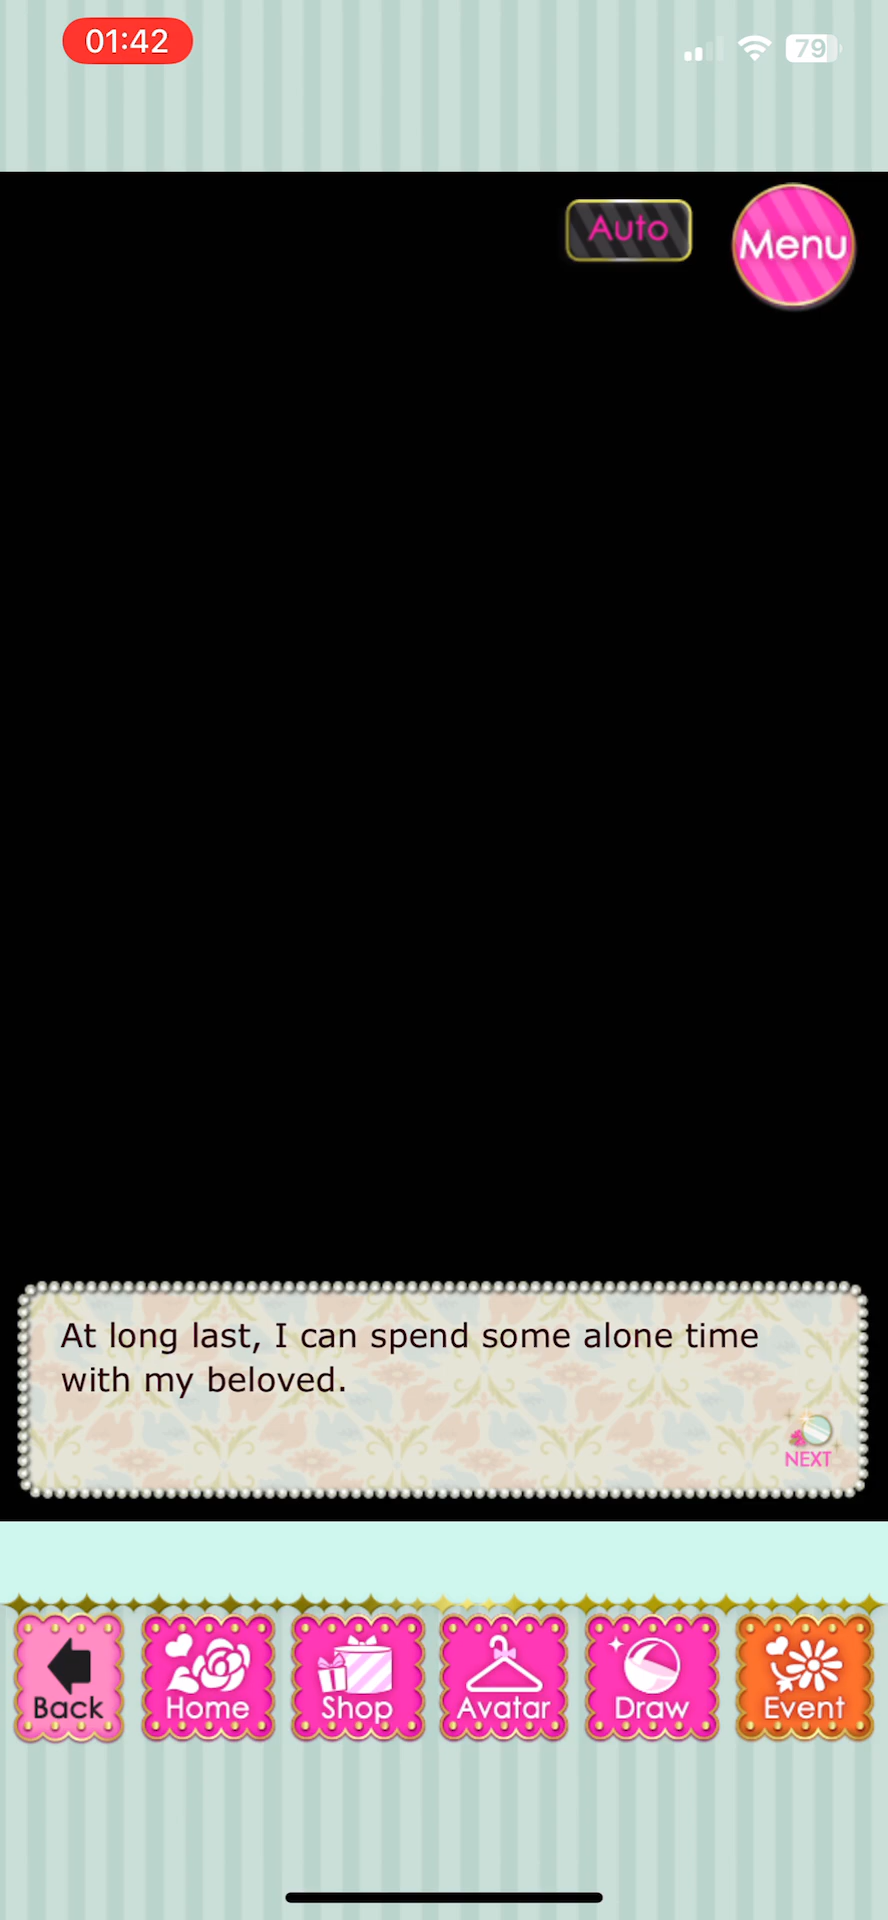 01:42
79
Auto
Menu
At long last, I can spend some alone time
with my beloved.
NEXT
Back
Home
Shop
Avatar
Draw
Event